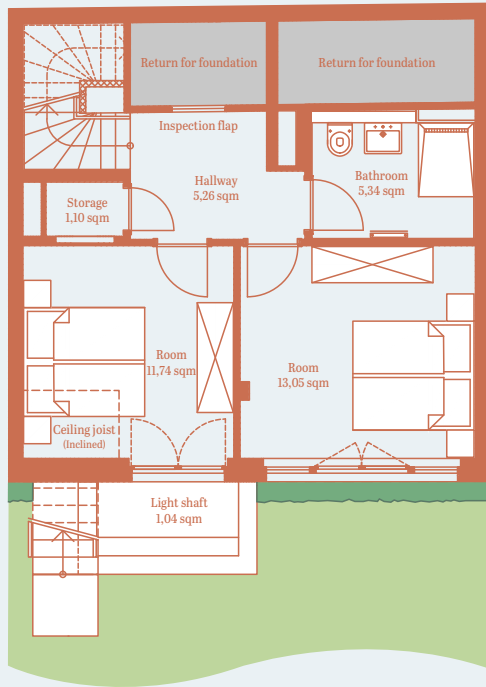 Return for foundation
Return for foundation
Inspection flap
Hallway
5,26 sqm
Bathroom
5,34 sqm
Storage
1,10 sqm
Room
11,74 sqm
Room
13,05 sqm
Ceiling joist
(Inclined)
Light shaft
1,04 sqm